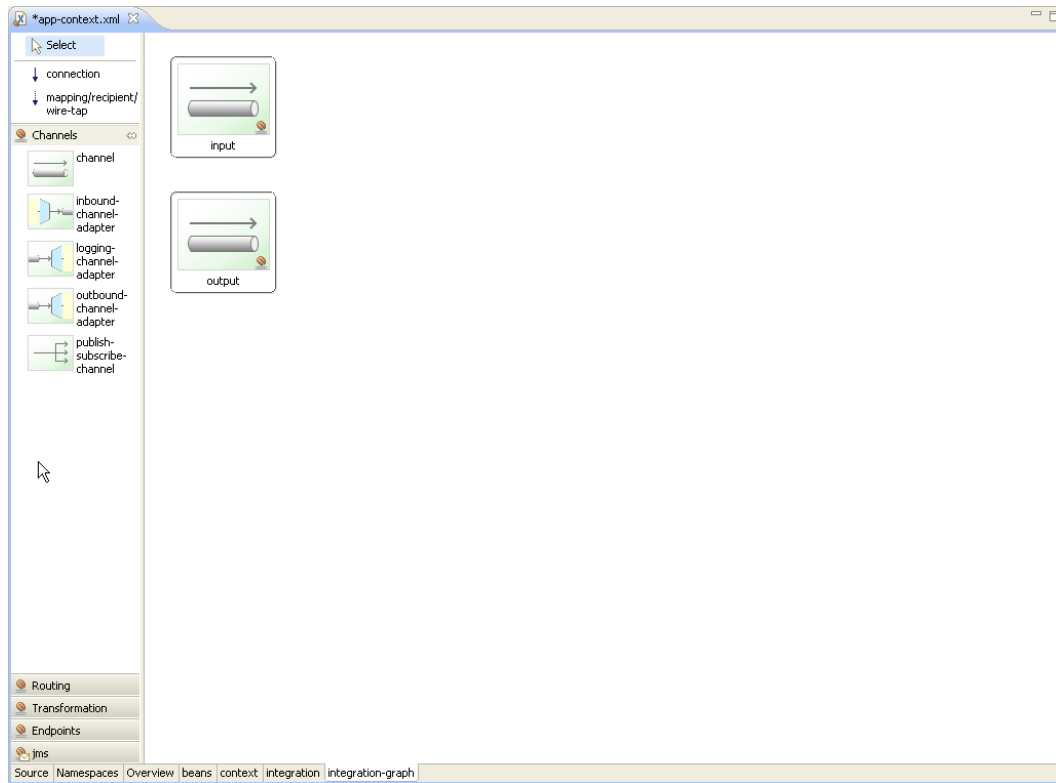 *app-context.xml
Select
connection
mapping/recipient/
wire-tap
Channels
channel
inbound-
channel-
adapter
logging-
channel-
adapter
outbound-
channel-
adapter
publish-
subscribe-
channel
input
output
Routing
Transformation
Endpoints
jms
Source Namespaces Overview beans context integration integration-graph